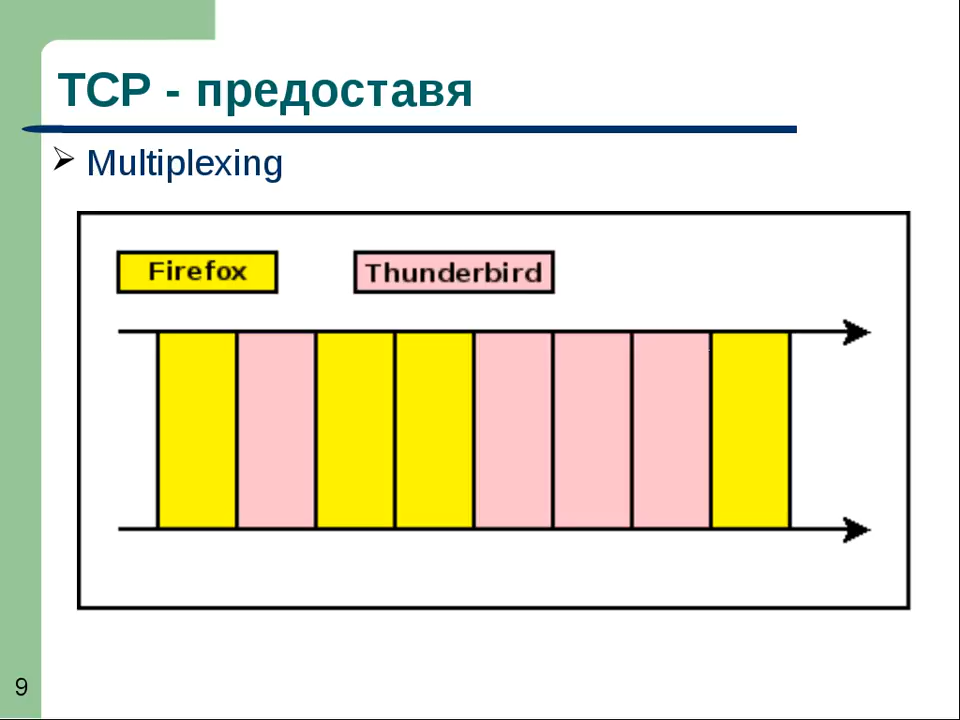 TCP - предоставя
Multiplexing
Firefox
Thunderbird
9